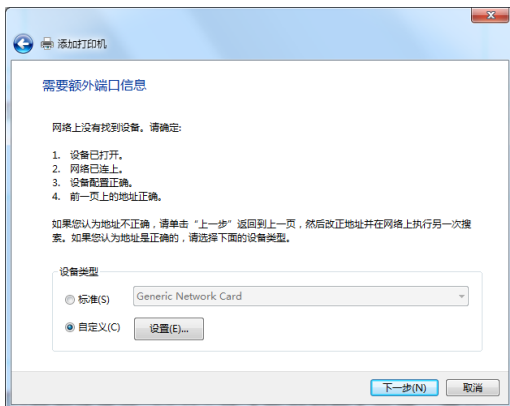 添加打印机
需要额外端口信息
网络上没有找到设备。请确定:
1. 设备已打开。
2. 网络已连上。
3. 设备配置正确。
4. 前一页上的地址正确。
如果您认为地址不正确，请单击“上一步”返回到上一页，然后改正地址并在网络上执行另一次搜
索。如果您认为地址是正确的，请选择下面的设备类型。
设备类型
标准(S) Generic Network Card
自定义(C) 设置(E)...
下一步(N) 取消